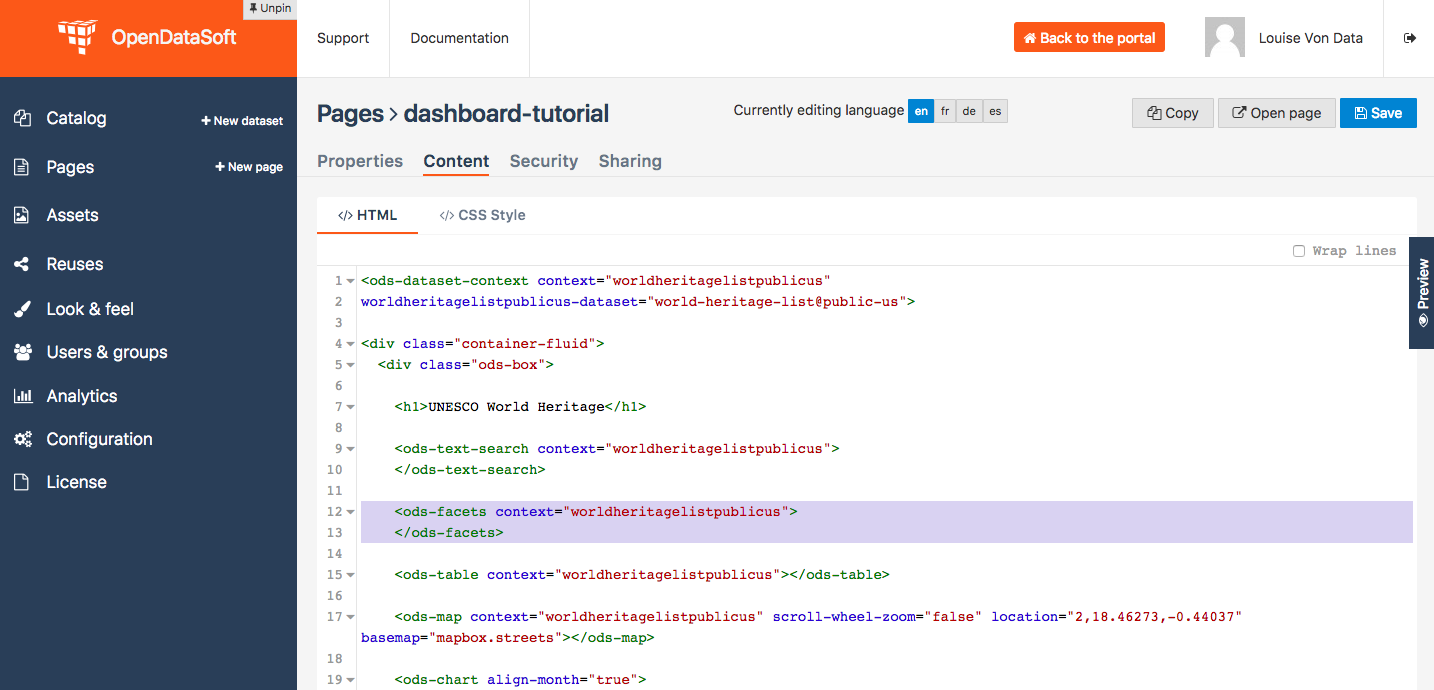 Unpin
OpenDataSoft
Support
Documentation
Back to the portal
Louise Von Data
Catalog
+ New dataset
Pages
+ New page
Assets
Reuses
Look & feel
Users & groups
Analytics
Configuration
License
Pages > dashboard-tutorial
Currently editing language en fr de es
Copy
Open page
Save
Properties Content Security Sharing
</> HTML </> CSS Style
Wrap lines
Preview
1 <ods-dataset-context context="worldheritagelistpublicus"
2 worldheritagelistpublicus-dataset="world-heritage-list@public-us">
3
4 <div class="container-fluid">
5 <div class="ods-box">
6
7 <h1>UNESCO World Heritage</h1>
8
9 <ods-text-search context="worldheritagelistpublicus">
10 </ods-text-search>
11
12 <ods-facets context="worldheritagelistpublicus">
13 </ods-facets>
14
15 <ods-table context="worldheritagelistpublicus"></ods-table>
16
17 <ods-map context="worldheritagelistpublicus" scroll-wheel-zoom="false" location="2,18.46273,-0.44037"
basemap="mapbox.streets"></ods-map>
18
19 <ods-chart align-month="true">